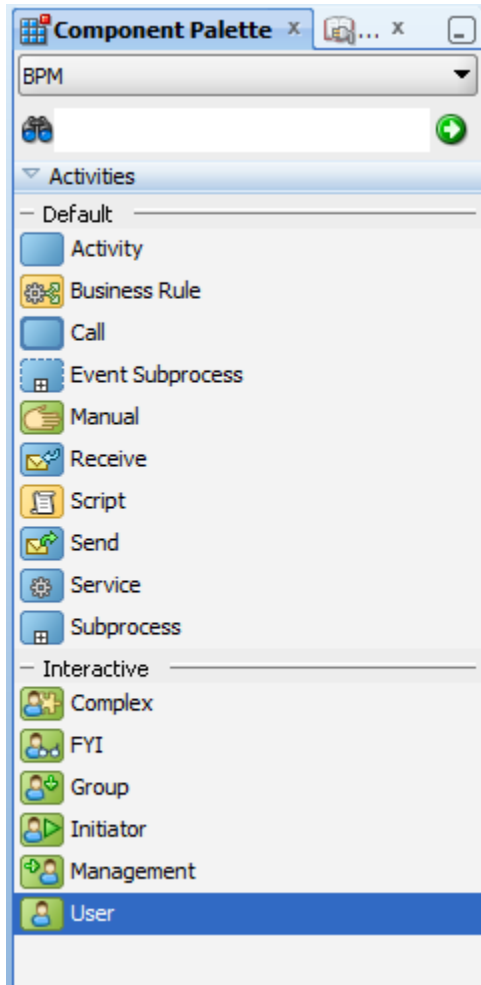 Component Palette x ... x
BPM
Activities
Default
Activity
Business Rule
Call
Event Subprocess
Manual
Receive
Script
Send
Service
Subprocess
Interactive
Complex
FYI
Group
Initiator
Management
User